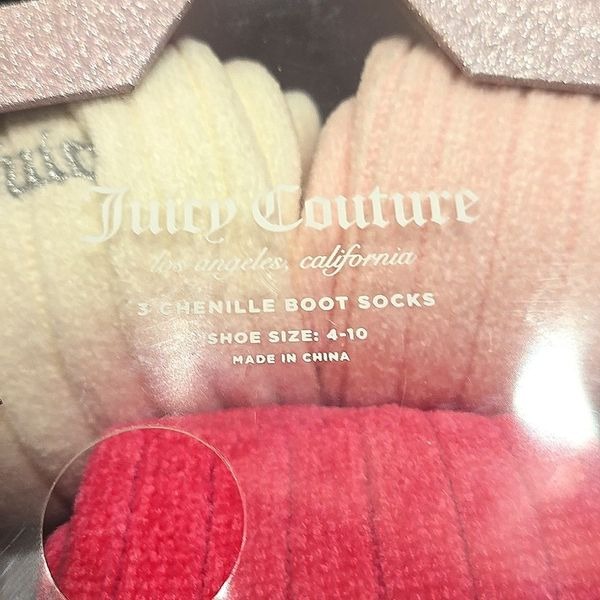 Juicy Couture
los angeles, california
3 CHENILLE BOOT SOCKS
SHOE SIZE: 4-10
MADE IN CHINA